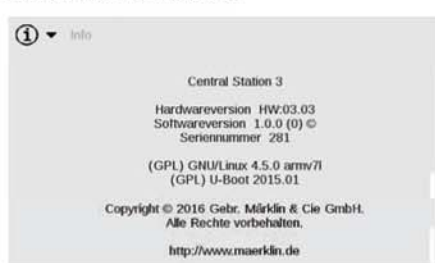 i Info
Central Station 3
Hardwareversion HW:03.03
Softwareversion 1.0.0 (0) ©
Seriennummer 281
(GPL) GNU/Linux 4.5.0 armv7l
(GPL) U-Boot 2015.01
Copyright © 2016 Gebr. Märklin & Cie GmbH.
Alle Rechte vorbehalten.
http://www.maerklin.de